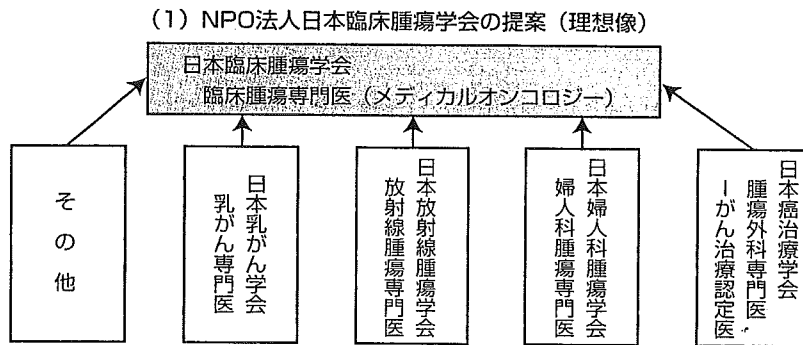 (1) NPO法人日本臨床腫瘍学会の提案(理想像)
日本臨床腫瘍学会
臨床腫瘍専門医(メディカルオンコロジー)
その他
日本乳がん学会
乳がん専門医
日本放射線腫瘍学会
放射線腫瘍専門医
日本婦人科腫瘍学会
婦人科腫瘍専門医
日本癌治療学会
腫瘍外科専門医
ーがん治療認定医